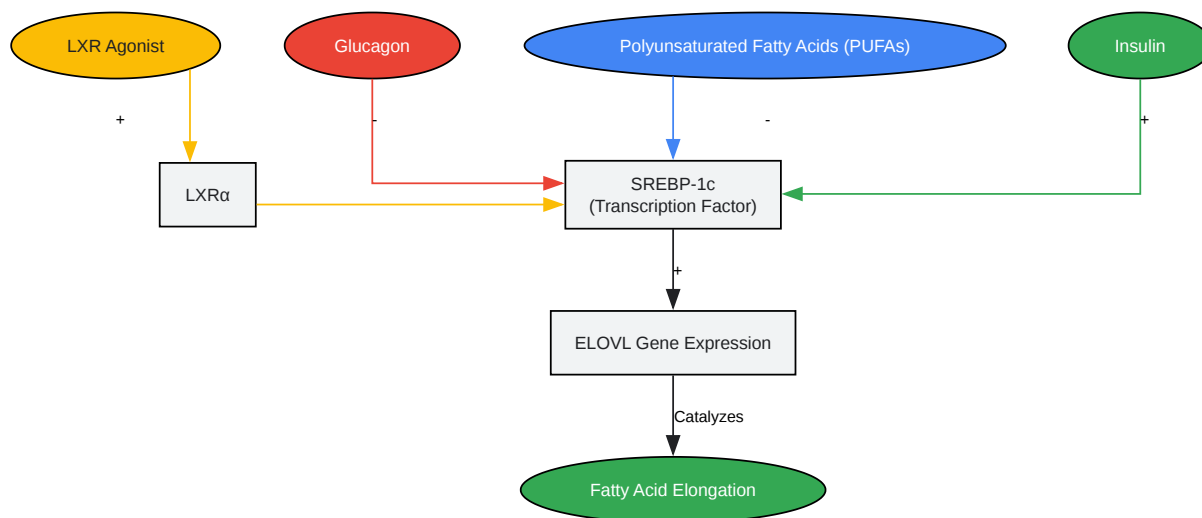 LXR Agonist
Glucagon
Polyunsaturated Fatty Acids (PUFAs)
Insulin
+
-
-
+
LXRα
SREBP-1c
(Transcription Factor)
+
ELOVL Gene Expression
Catalyzes
Fatty Acid Elongation